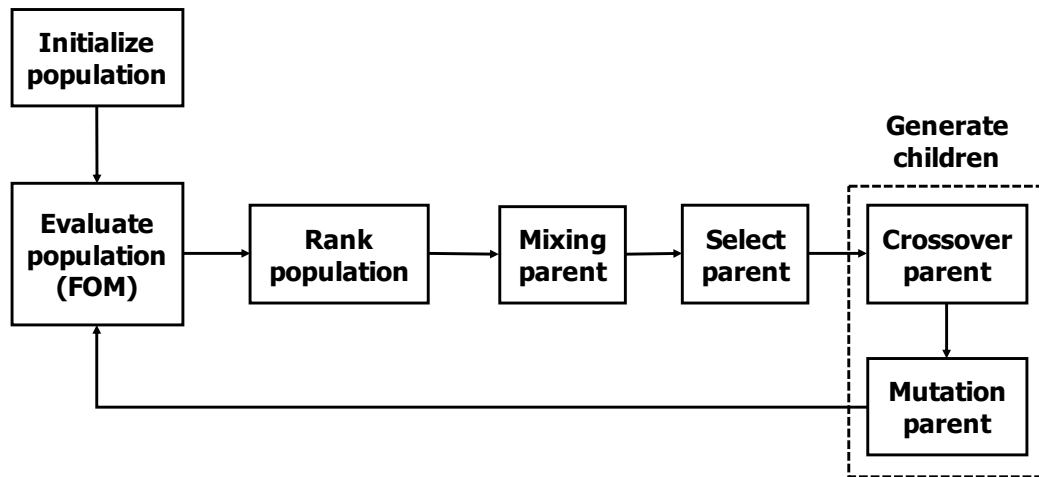 Initialize
population
Generate
children
Evaluate
population
(FOM)
Rank
population
Mixing
parent
Select
parent
Crossover
parent
Mutation
parent